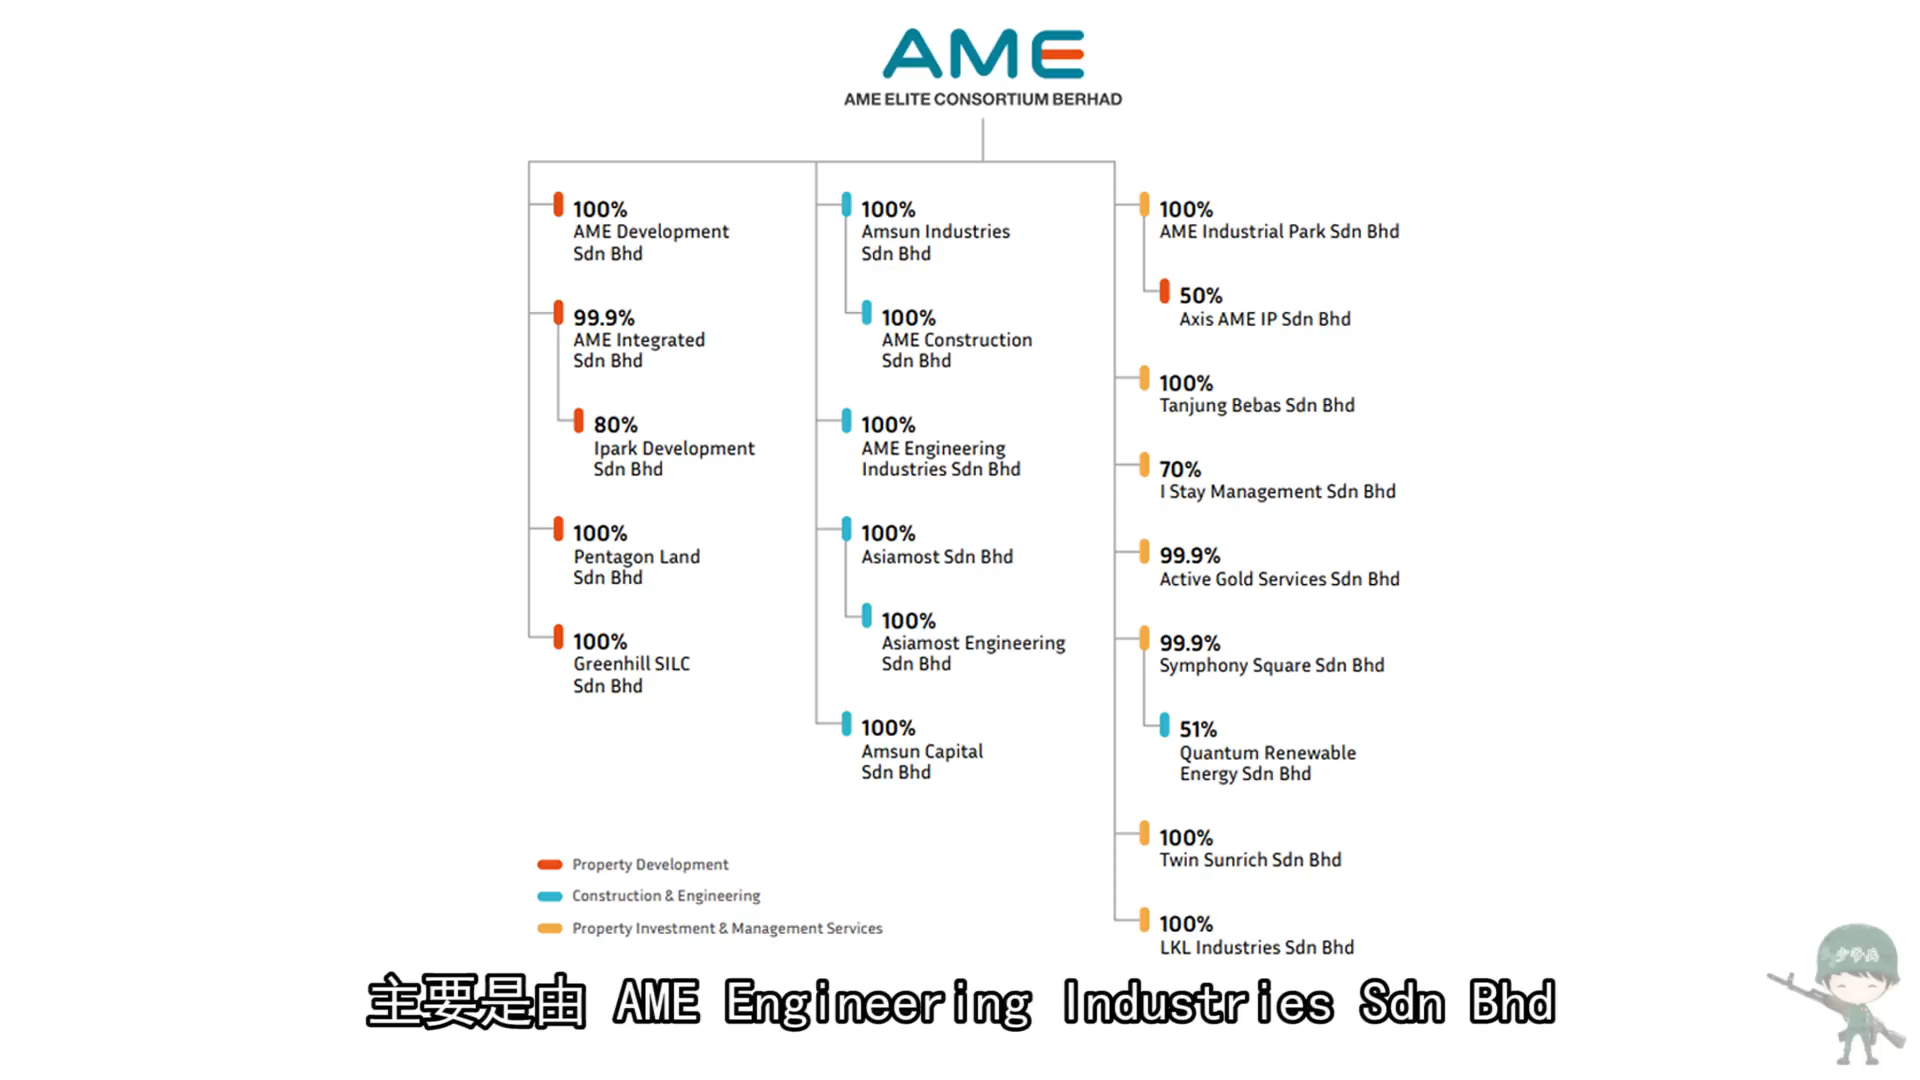 AME
AME ELITE CONSORTIUM BERHAD
100%
AME Development
Sdn Bhd
99.9%
AME Integrated
Sdn Bhd
80%
Ipark Development
Sdn Bhd
100%
Pentagon Land
Sdn Bhd
100%
Greenhill SILC
Sdn Bhd
100%
Amsun Industries
Sdn Bhd
100%
AME Construction
Sdn Bhd
100%
AME Engineering
Industries Sdn Bhd
100%
Asiamost Sdn Bhd
100%
Asiamost Engineering
Sdn Bhd
100%
Amsun Capital
Sdn Bhd
100%
AME Industrial Park Sdn Bhd
50%
Axis AME IP Sdn Bhd
100%
Tanjung Bebas Sdn Bhd
70%
I Stay Management Sdn Bhd
99.9%
Active Gold Services Sdn Bhd
99.9%
Symphony Square Sdn Bhd
51%
Quantum Renewable
Energy Sdn Bhd
100%
Twin Sunrich Sdn Bhd
100%
LKL Industries Sdn Bhd
Property Development
Construction & Engineering
Property Investment & Management Services
主要是由 AME Engineering Industries Sdn Bhd